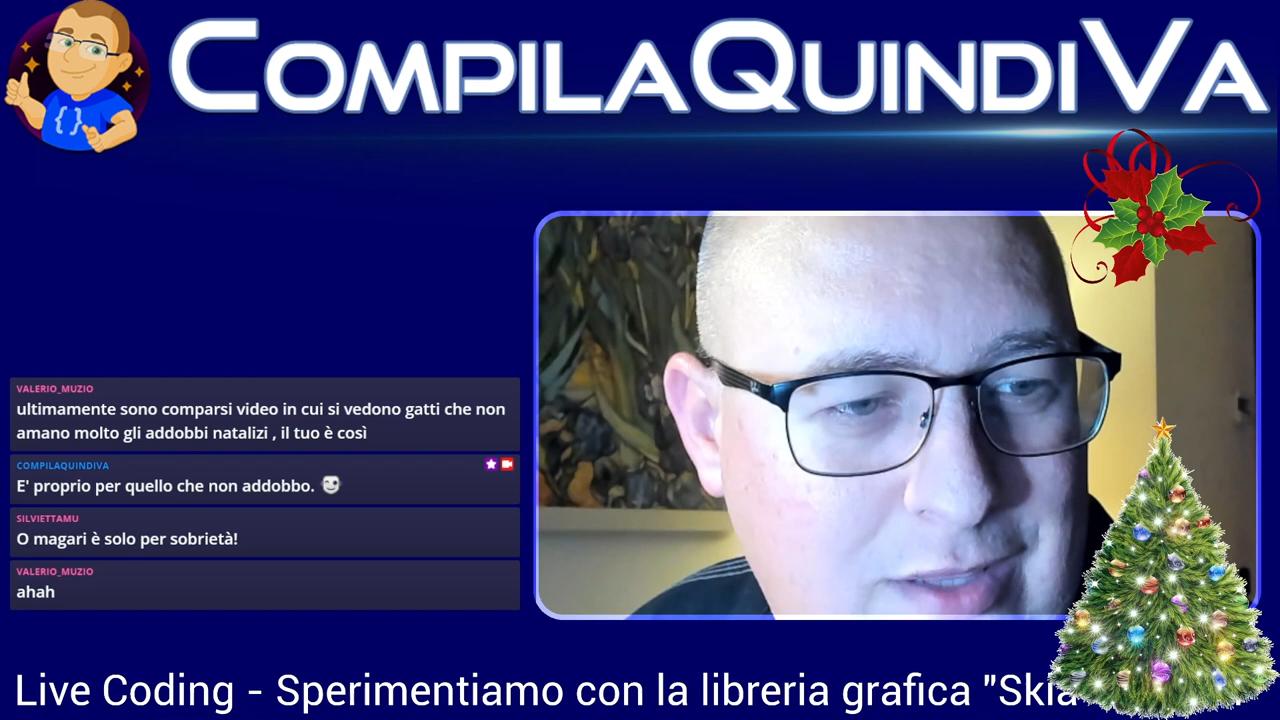 COMPILAQUINDIVA
{ }
VALERIO_MUZIO
ultimamente sono comparsi video in cui si vedono gatti che non
amano molto gli addobbi natalizi , il tuo è così
COMPILAQUINDIVA
E' proprio per quello che non addobbo.
SILVIETTAMU
O magari è solo per sobrietà!
VALERIO_MUZIO
ahah
Live Coding - Sperimentiamo con la libreria grafica "Skia